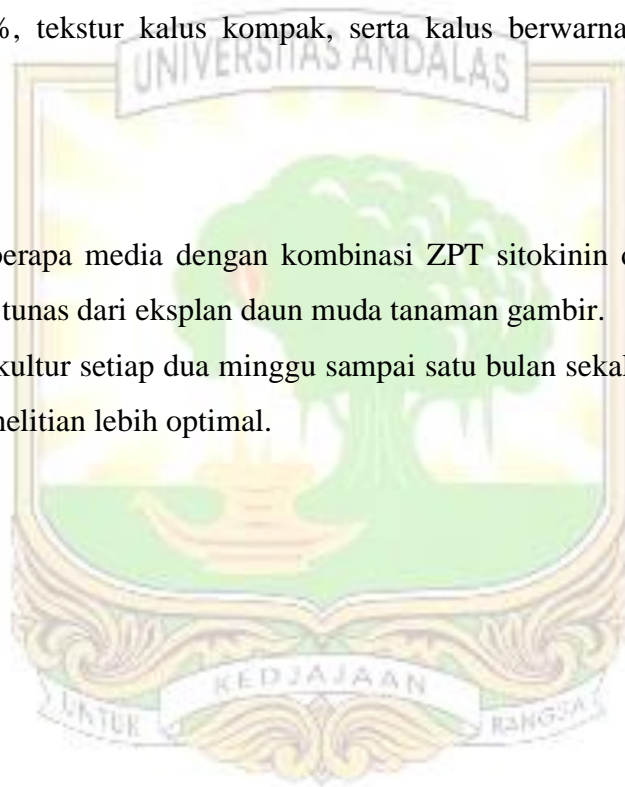 %, tekstur kalus kompak, serta kalus berwarna
UNIVERSITAS ANDALAS
berapa media dengan kombinasi ZPT sitokinin
tunas dari eksplan daun muda tanaman gambir.
kultur setiap dua minggu sampai satu bulan sekal
nelitian lebih optimal.
KEDJAJAAN
UNTUK BANGSA